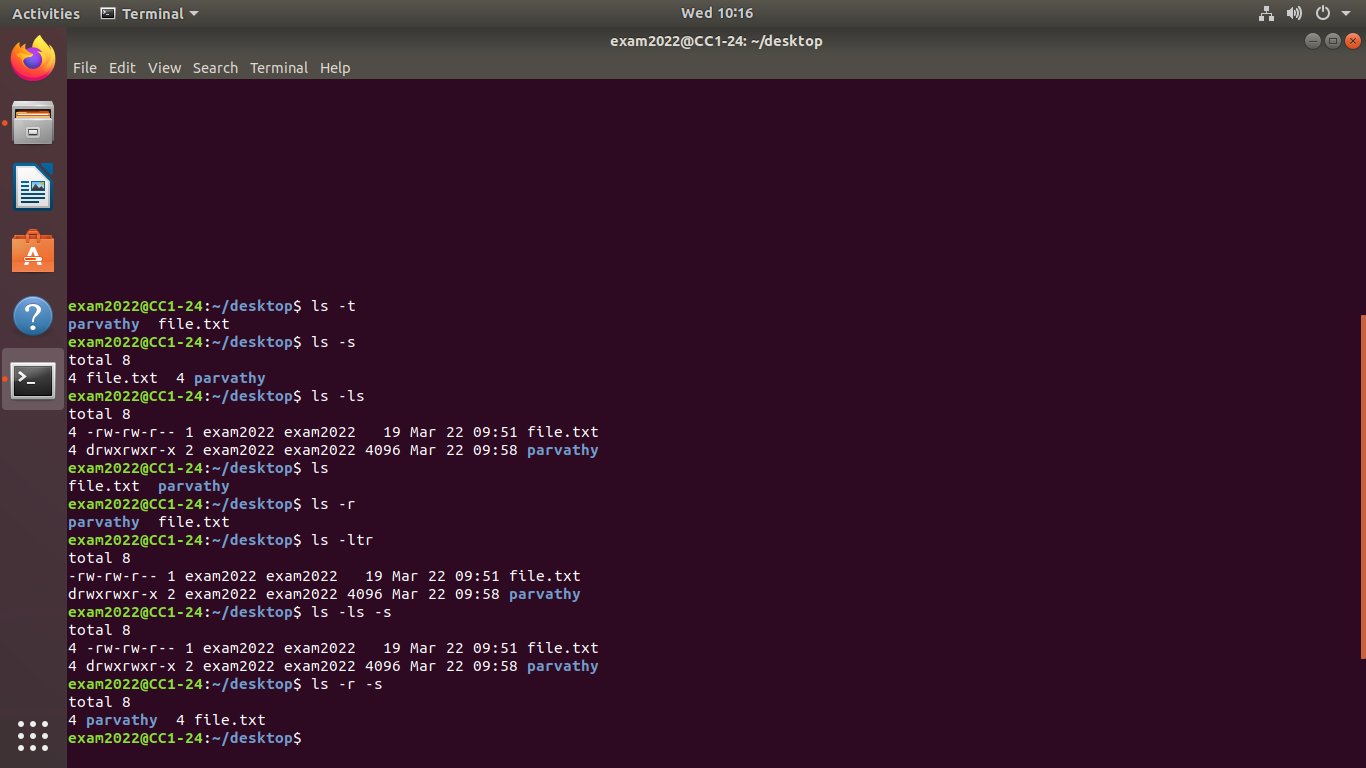 Activities Terminal Wed 10:16
exam2022@CC1-24: ~/desktop
File Edit View Search Terminal Help
exam2022@CC1-24:~/desktop$ ls -t
parvathy  file.txt
exam2022@CC1-24:~/desktop$ ls -s
total 8
4 file.txt  4 parvathy
exam2022@CC1-24:~/desktop$ ls -ls
total 8
4 -rw-rw-r-- 1 exam2022 exam2022   19 Mar 22 09:51 file.txt
4 drwxrwxr-x 2 exam2022 exam2022 4096 Mar 22 09:58 parvathy
exam2022@CC1-24:~/desktop$ ls
file.txt  parvathy
exam2022@CC1-24:~/desktop$ ls -r
parvathy  file.txt
exam2022@CC1-24:~/desktop$ ls -ltr
total 8
-rw-rw-r-- 1 exam2022 exam2022   19 Mar 22 09:51 file.txt
drwxrwxr-x 2 exam2022 exam2022 4096 Mar 22 09:58 parvathy
exam2022@CC1-24:~/desktop$ ls -ls -s
total 8
4 -rw-rw-r-- 1 exam2022 exam2022   19 Mar 22 09:51 file.txt
4 drwxrwxr-x 2 exam2022 exam2022 4096 Mar 22 09:58 parvathy
exam2022@CC1-24:~/desktop$ ls -r -s
total 8
4 parvathy  4 file.txt
exam2022@CC1-24:~/desktop$